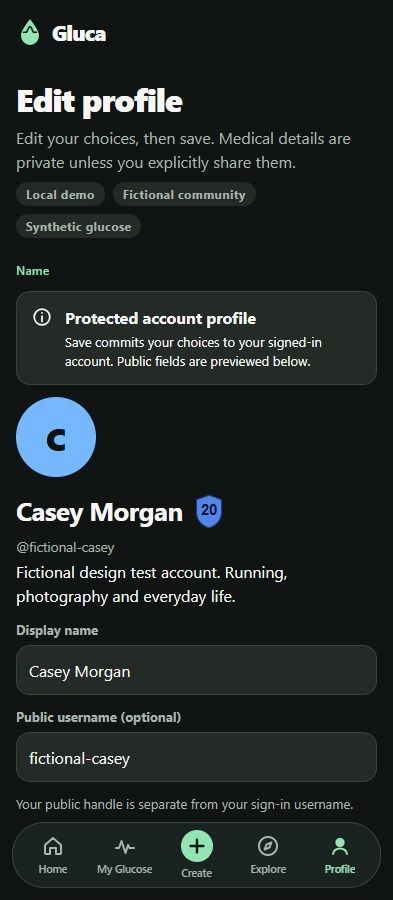 Gluca
Edit profile
Edit your choices, then save. Medical details are
private unless you explicitly share them.
Local demo
Fictional community
Synthetic glucose
Name
Protected account profile
Save commits your choices to your signed-in
account. Public fields are previewed below.
C
Casey Morgan
20
@fictional-casey
Fictional design test account. Running,
photography and everyday life.
Display name
Casey Morgan
Public username (optional)
fictional-casey
Your public handle is separate from your sign-in username.
Home
My Glucose
Create
Explore
Profile